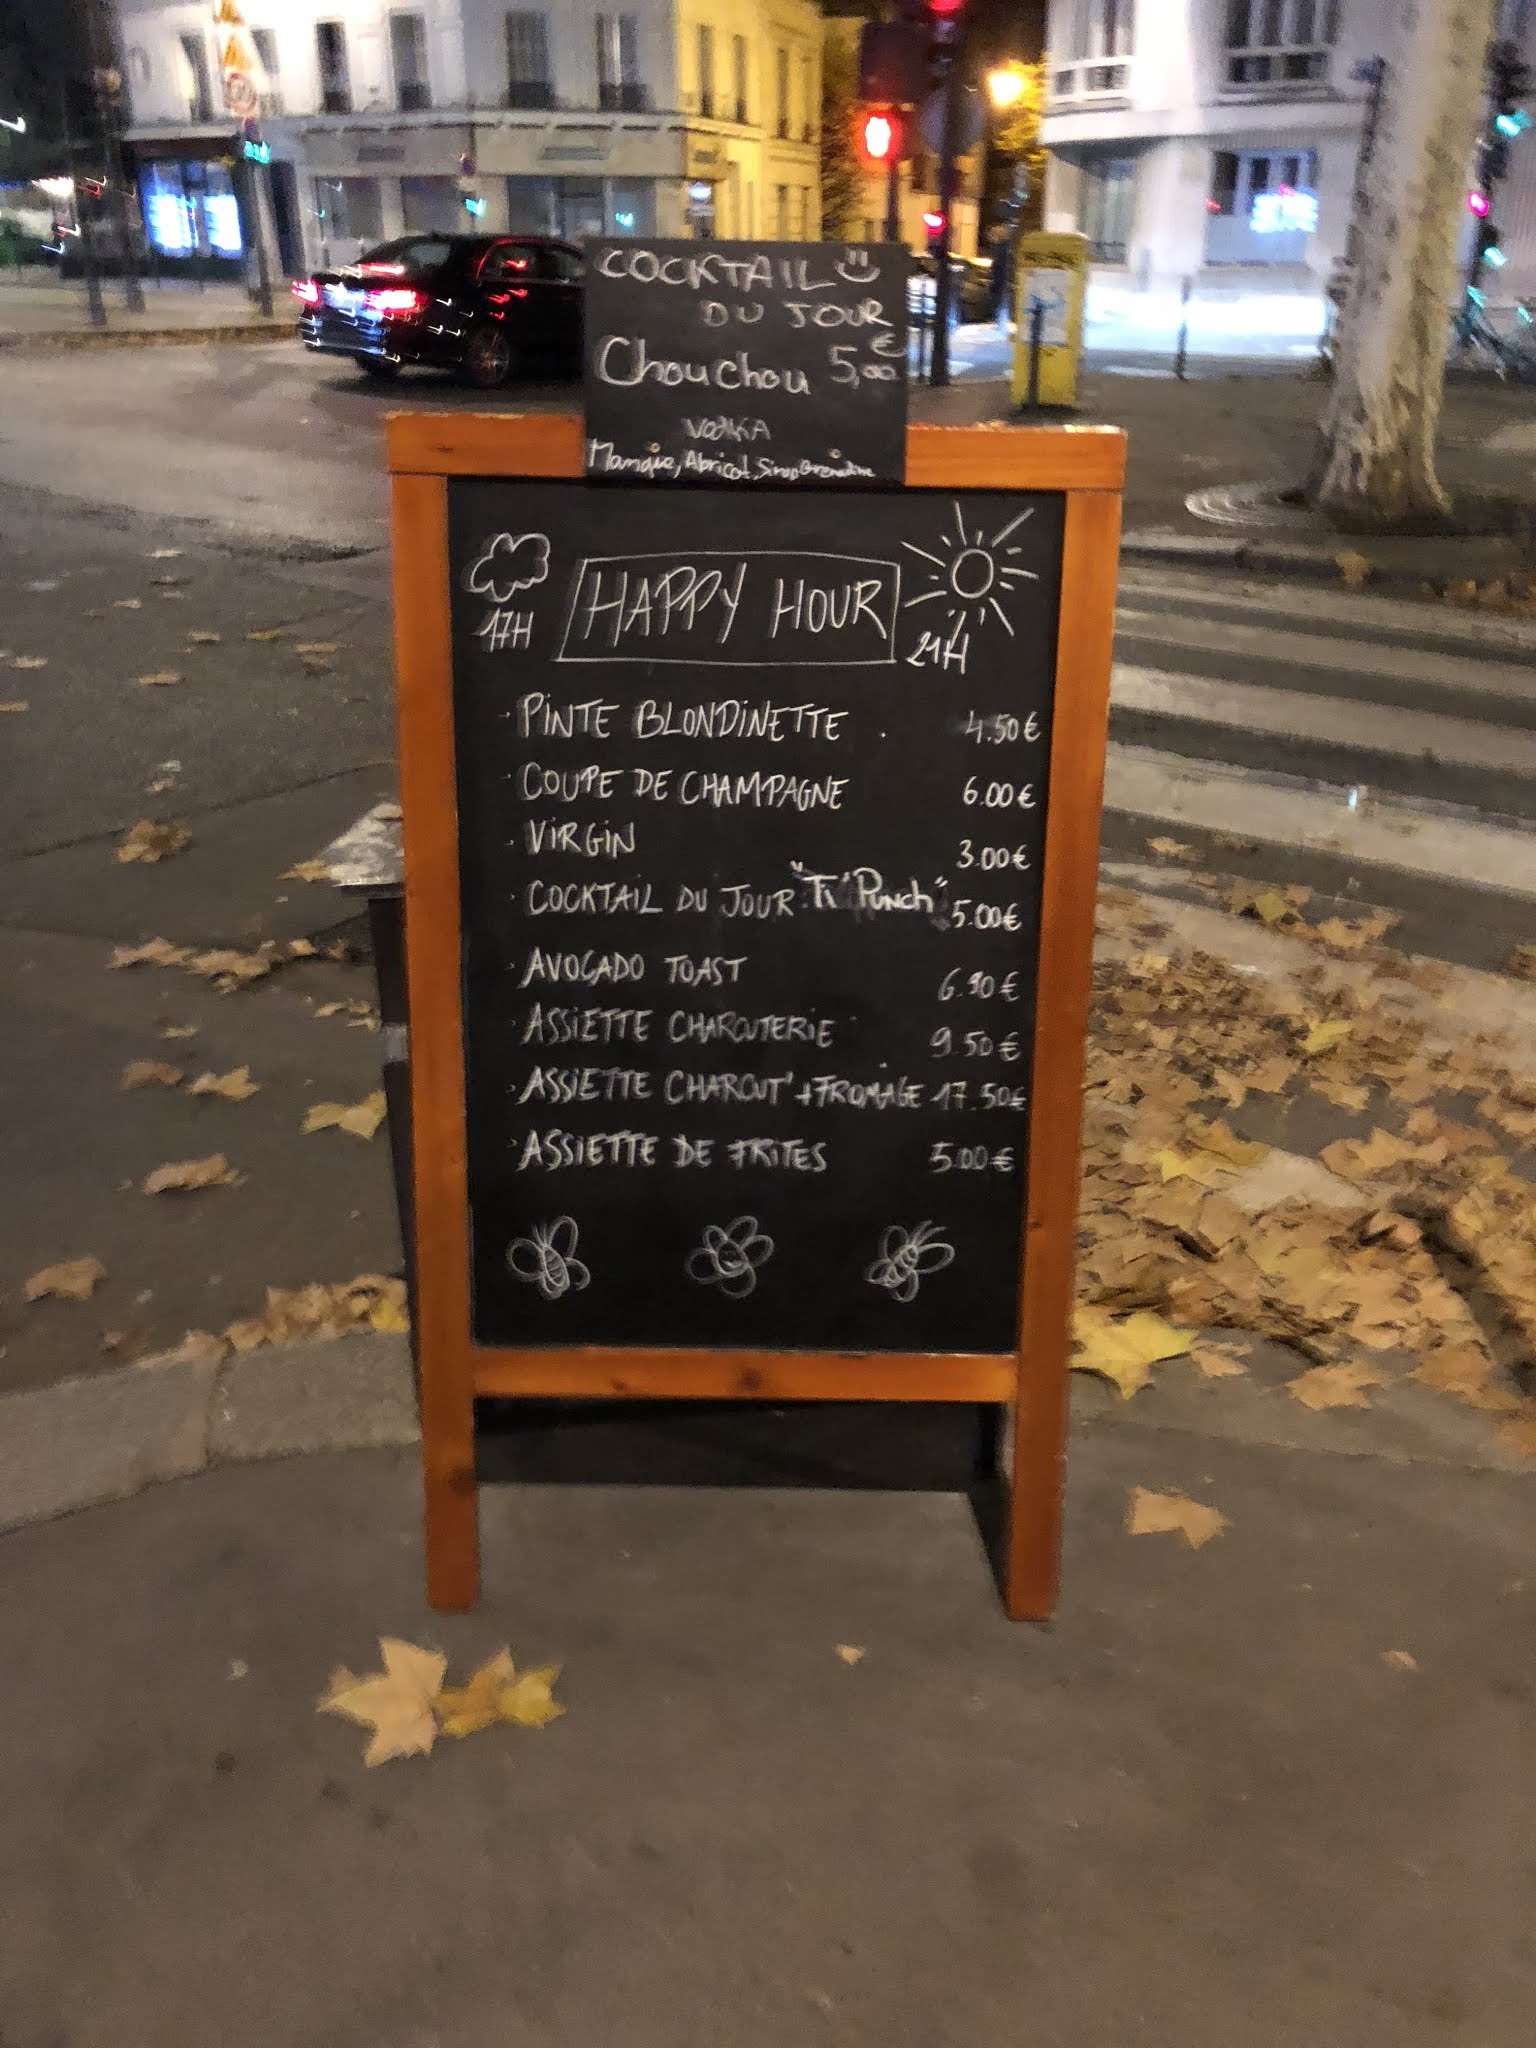 COCKTAIL
DU JOUR
Chouchou 5,00 €
VODKA
Mangue, Abricot, Sirop Grenadine
17H HAPPY HOUR 21H
- PINTE BLONDINETTE . 4.50€
- COUPE DE CHAMPAGNE 6.00€
- VIRGIN 3.00€
- COCKTAIL DU JOUR "Ti' Punch" 5.00€
- AVOCADO TOAST 6.90€
- ASSIETTE CHARCUTERIE 9.50€
- ASSIETTE CHARCUT' + FROMAGE 17.50€
- ASSIETTE DE FRITES 5.00€